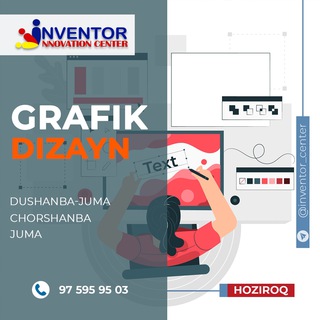 INVENTOR
INNOVATION CENTER
GRAFIK
DIZAYN
Text
DUSHANBA-JUMA
CHORSHANBA
JUMA
@inventor_center
97 595 95 03
HOZIROQ